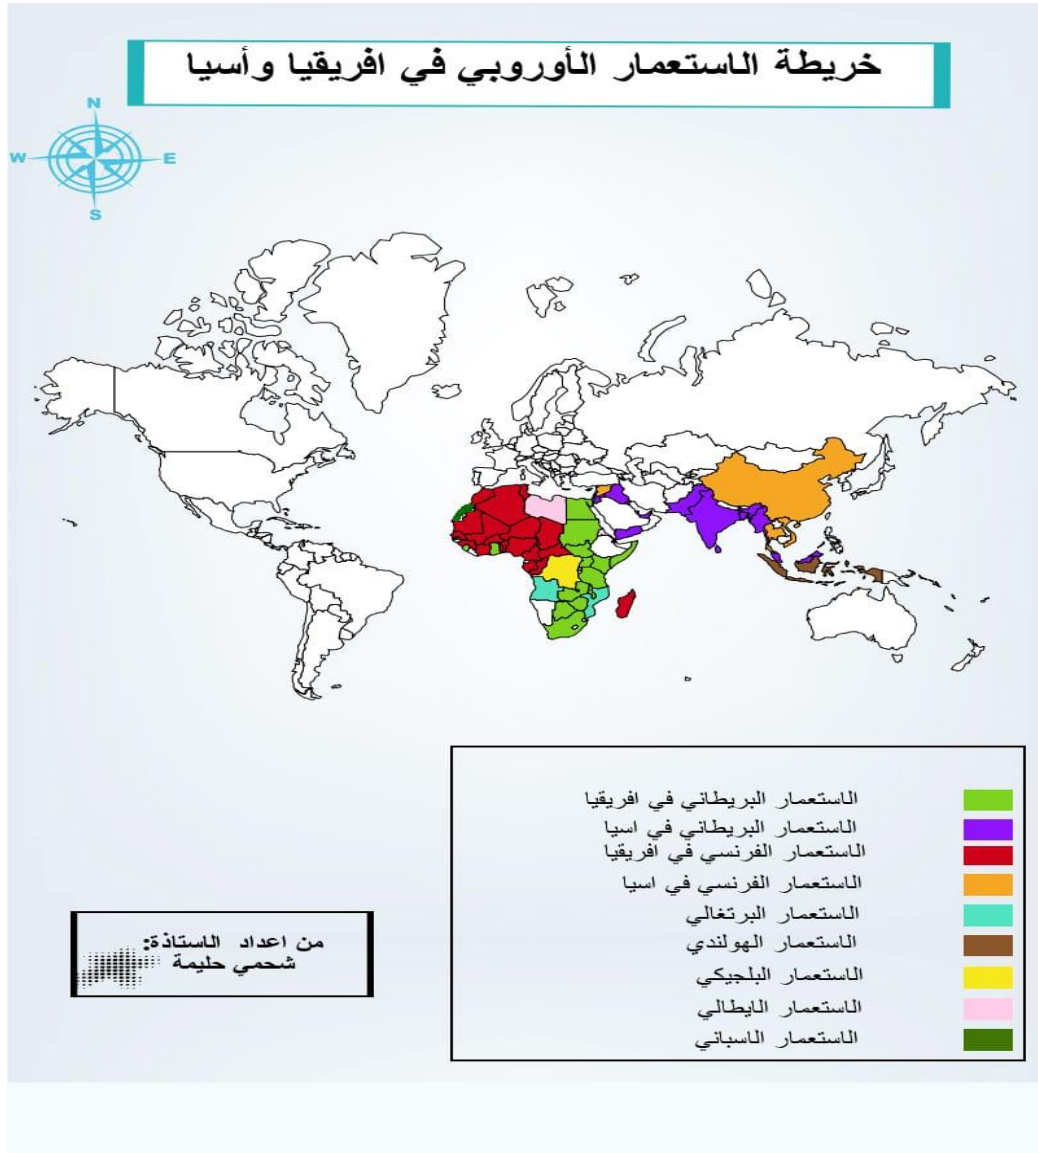 خريطة الاستعمار الأوروبي في افريقيا وأسيا
N
W
E
S
الاستعمار البريطاني في افريقيا
الاستعمار البريطاني في اسيا
الاستعمار الفرنسي في افريقيا
الاستعمار الفرنسي في اسيا
الاستعمار البرتغالي
الاستعمار الهولندي
الاستعمار البلجيكي
الاستعمار الايطالي
الاستعمار الاسباني
من اعداد الاستاذة:
شحمي حليمة